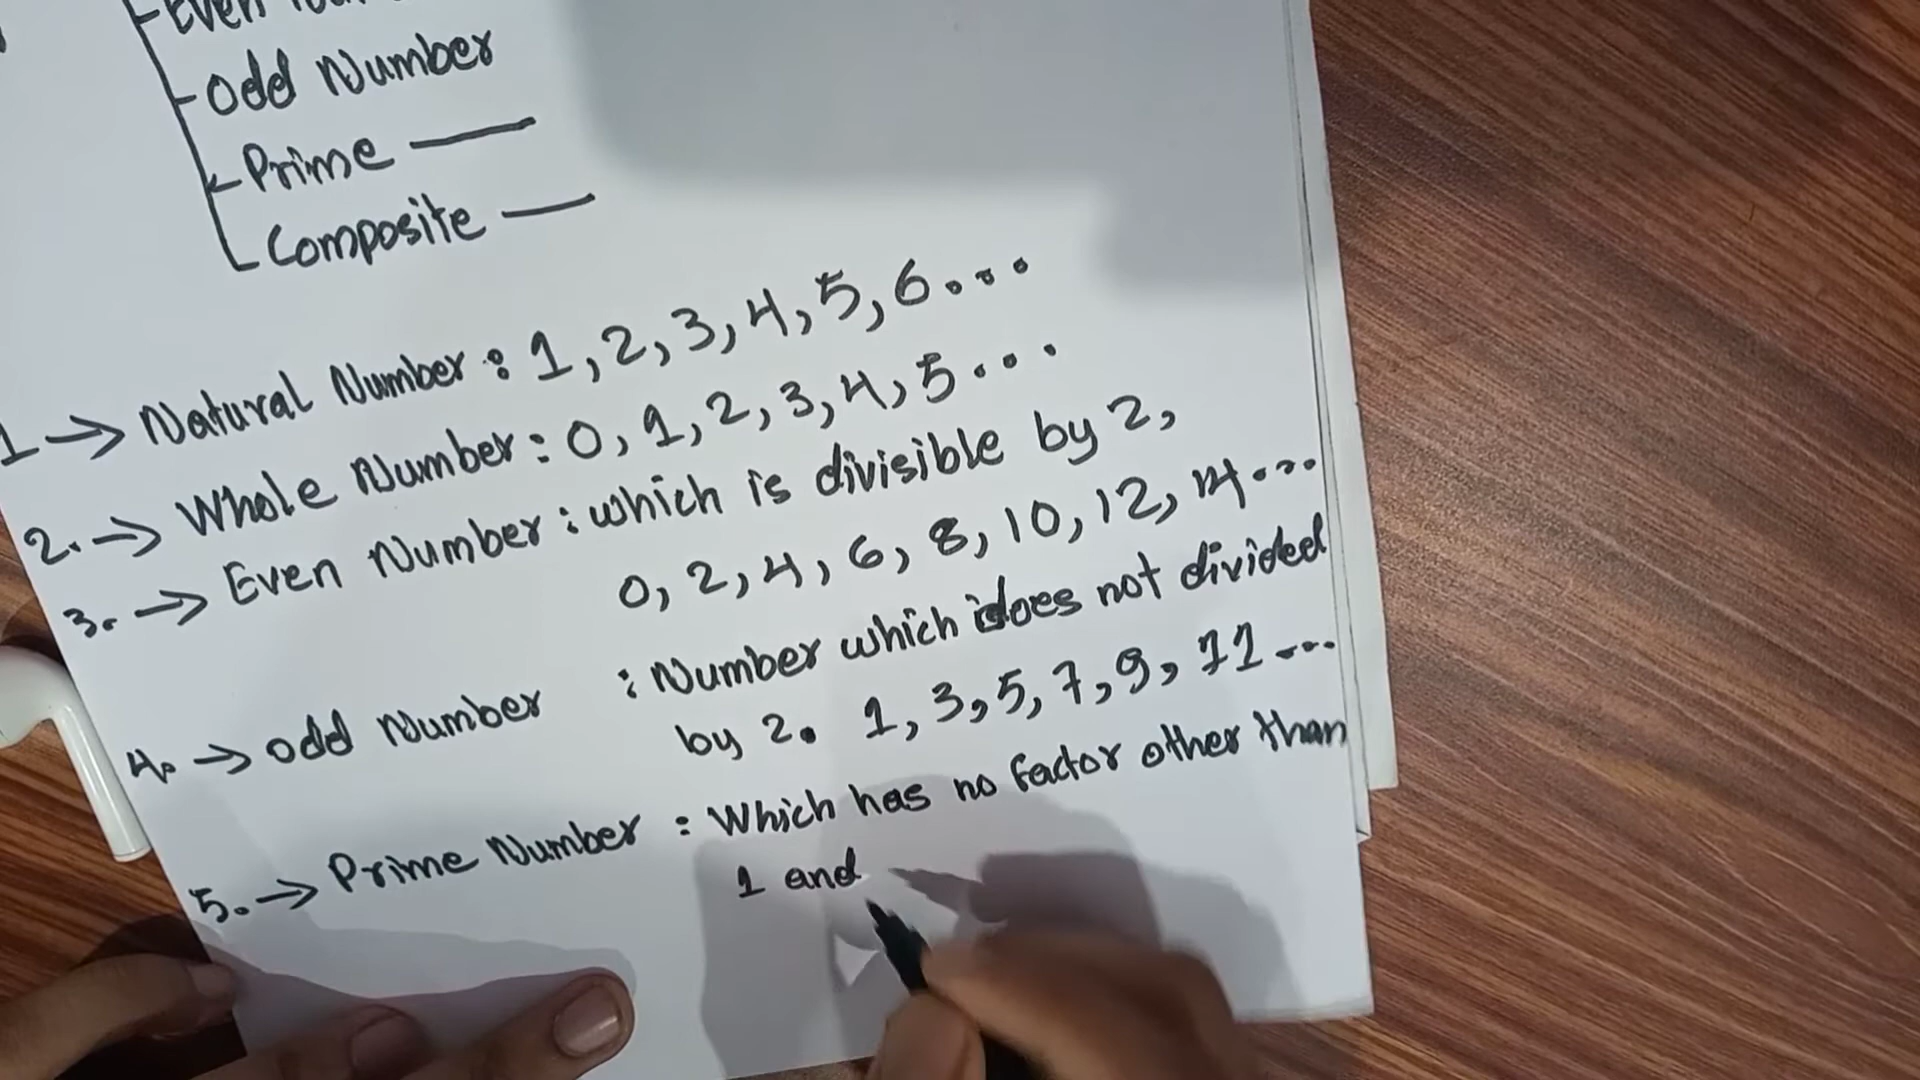 Even
Odd Number
Prime —
Composite —
1 → Natural Number : 1, 2, 3, 4, 5, 6...
2. → Whole Number : 0, 1, 2, 3, 4, 5...
3. → Even Number : which is divisible by 2,
0, 2, 4, 6, 8, 10, 12, 14...
4. → odd Number : Number which does not divided
by 2. 1, 3, 5, 7, 9, 11...
5. → Prime Number : Which has no factor other than
1 and